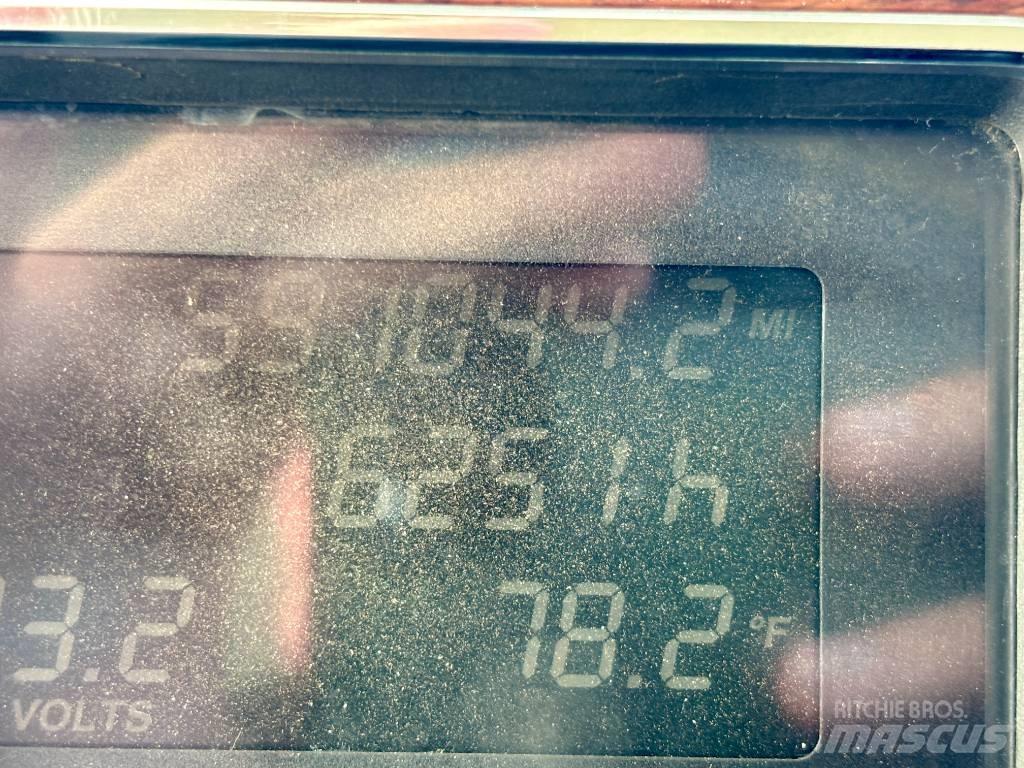 591044.2 MI
6251 h
3.2 78.2 °F
VOLTS
RITCHIE BROS.
MASCUS